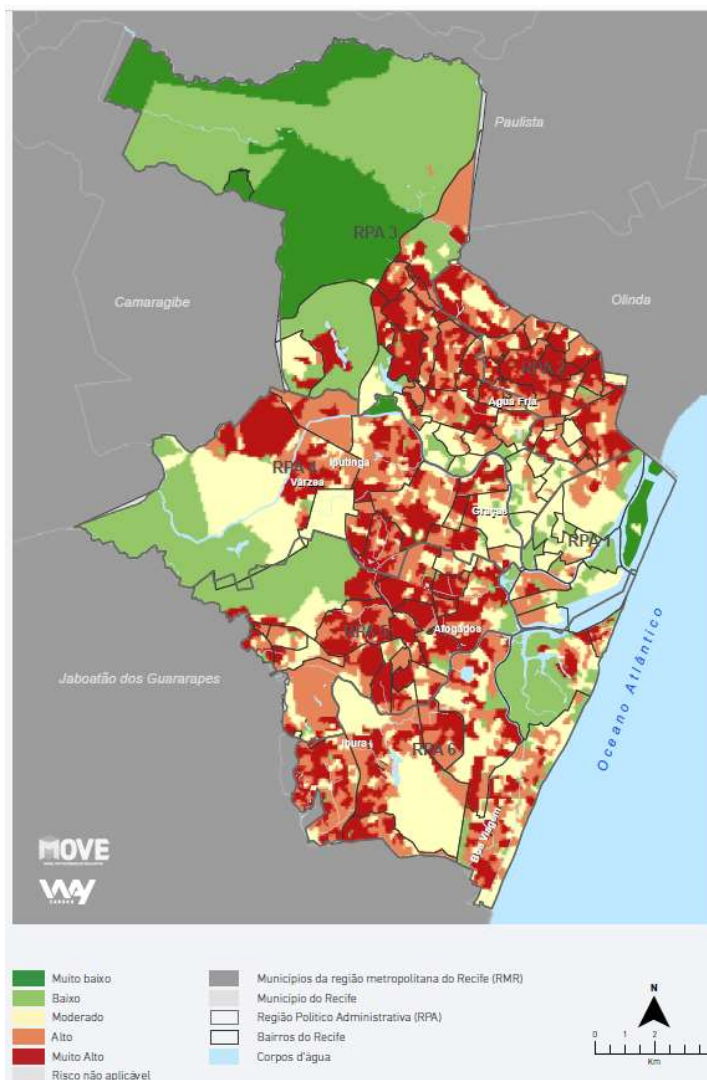 Paulista
RPA 3
Camaragibe
Olinda
RPA 2
Água Fria
Iputinga
RPA 4
Várzea
Graças
RPA 1
Afogados
RPA 5
Jaboatão dos Guararapes
Oceano Atlântico
Ibura
RPA 6
Boa Viagem
MOVE
WAY
CARBON
Muito baixo
Baixo
Moderado
Alto
Muito Alto
Risco não aplicável
Municípios da região metropolitana do Recife (RMR)
Município do Recife
Região Político Administrativa (RPA)
Bairros do Recife
Corpos d'água
N
0 1 2
Km